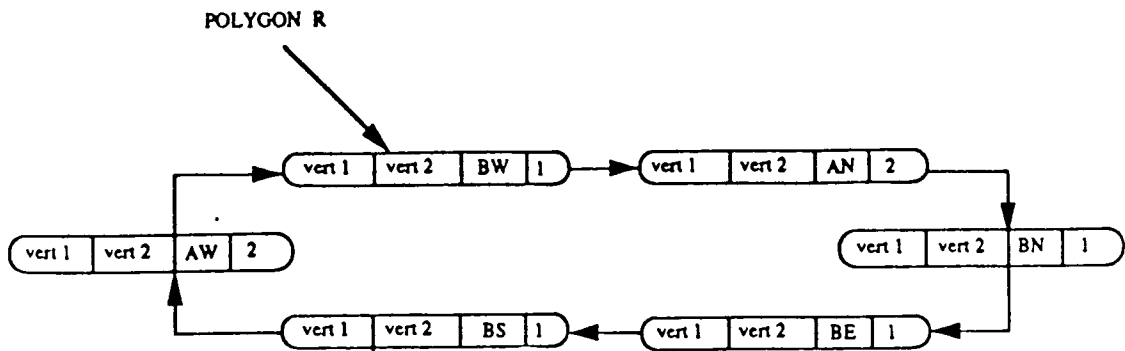 POLYGON R
vert 1 vert 2 BW 1 vert 1 vert 2 AN 2
vert 1 vert 2 AW 2 vert 1 vert 2 BN 1
vert 1 vert 2 BS 1 vert 1 vert 2 BE 1